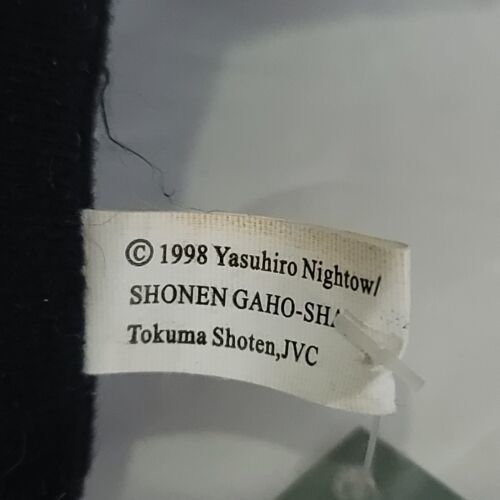 © 1998 Yasuhiro Nightow/
SHONEN GAHO-SHA
Tokuma Shoten,JVC